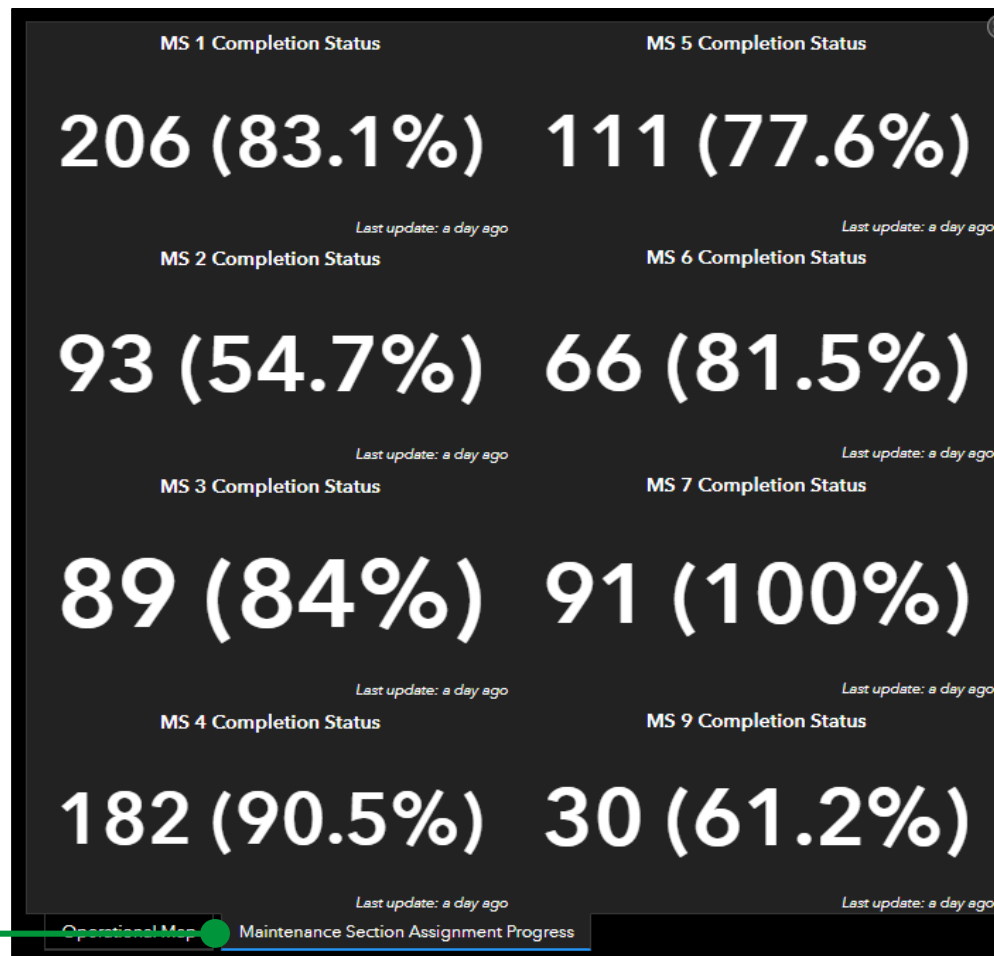 MS 1 Completion Status
206 (83.1%)
Last update: a day ago
MS 2 Completion Status
93 (54.7%)
Last update: a day ago
MS 3 Completion Status
89 (84%)
Last update: a day ago
MS 4 Completion Status
182 (90.5%)
Last update: a day ago
MS 5 Completion Status
111 (77.6%)
Last update: a day ago
MS 6 Completion Status
66 (81.5%)
Last update: a day ago
MS 7 Completion Status
91 (100%)
Last update: a day ago
MS 9 Completion Status
30 (61.2%)
Last update: a day ago
Operational Map
Maintenance Section Assignment Progress